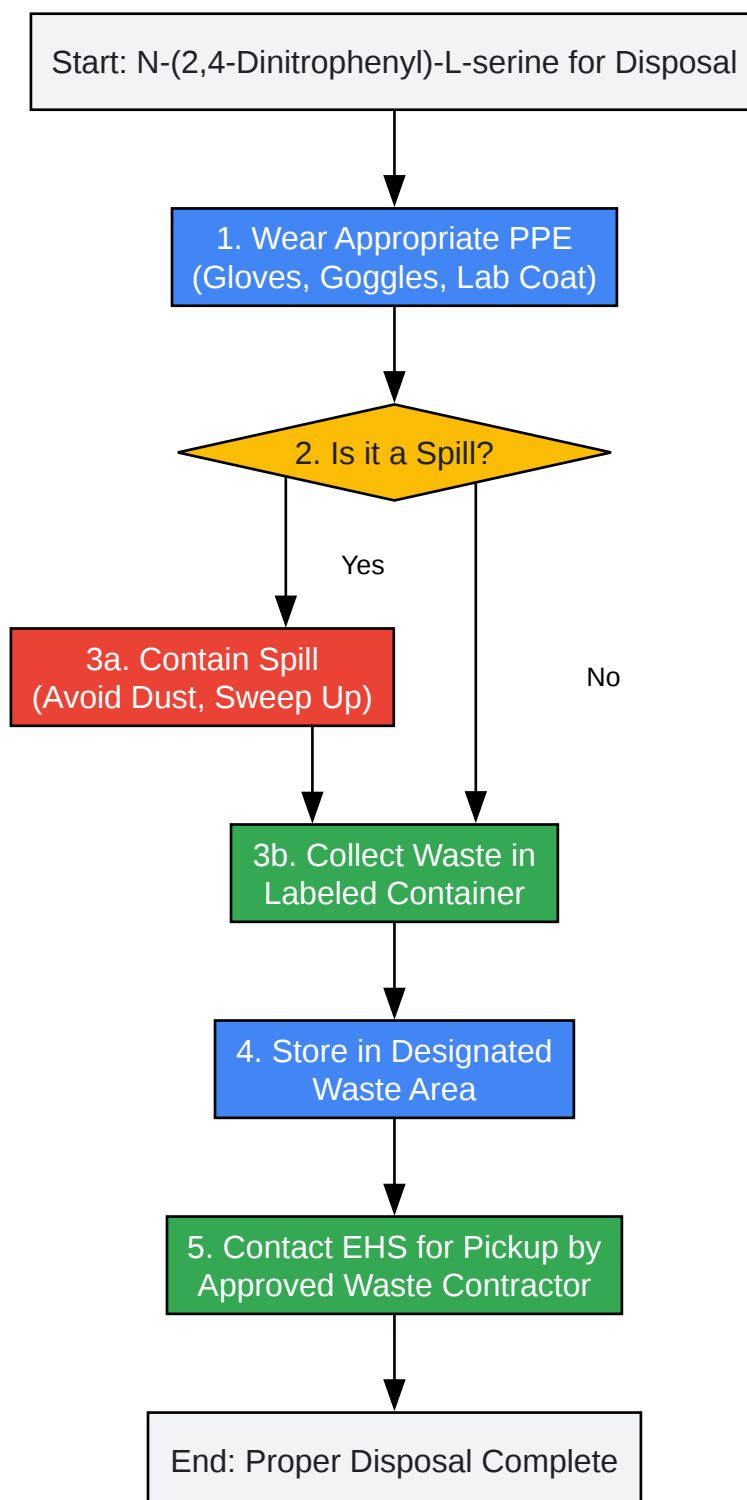 Start: N-(2,4-Dinitrophenyl)-L-serine for Disposal
1. Wear Appropriate PPE
(Gloves, Goggles, Lab Coat)
2. Is it a Spill?
Yes
3a. Contain Spill
(Avoid Dust, Sweep Up)
No
3b. Collect Waste in
Labeled Container
4. Store in Designated
Waste Area
5. Contact EHS for Pickup by
Approved Waste Contractor
End: Proper Disposal Complete